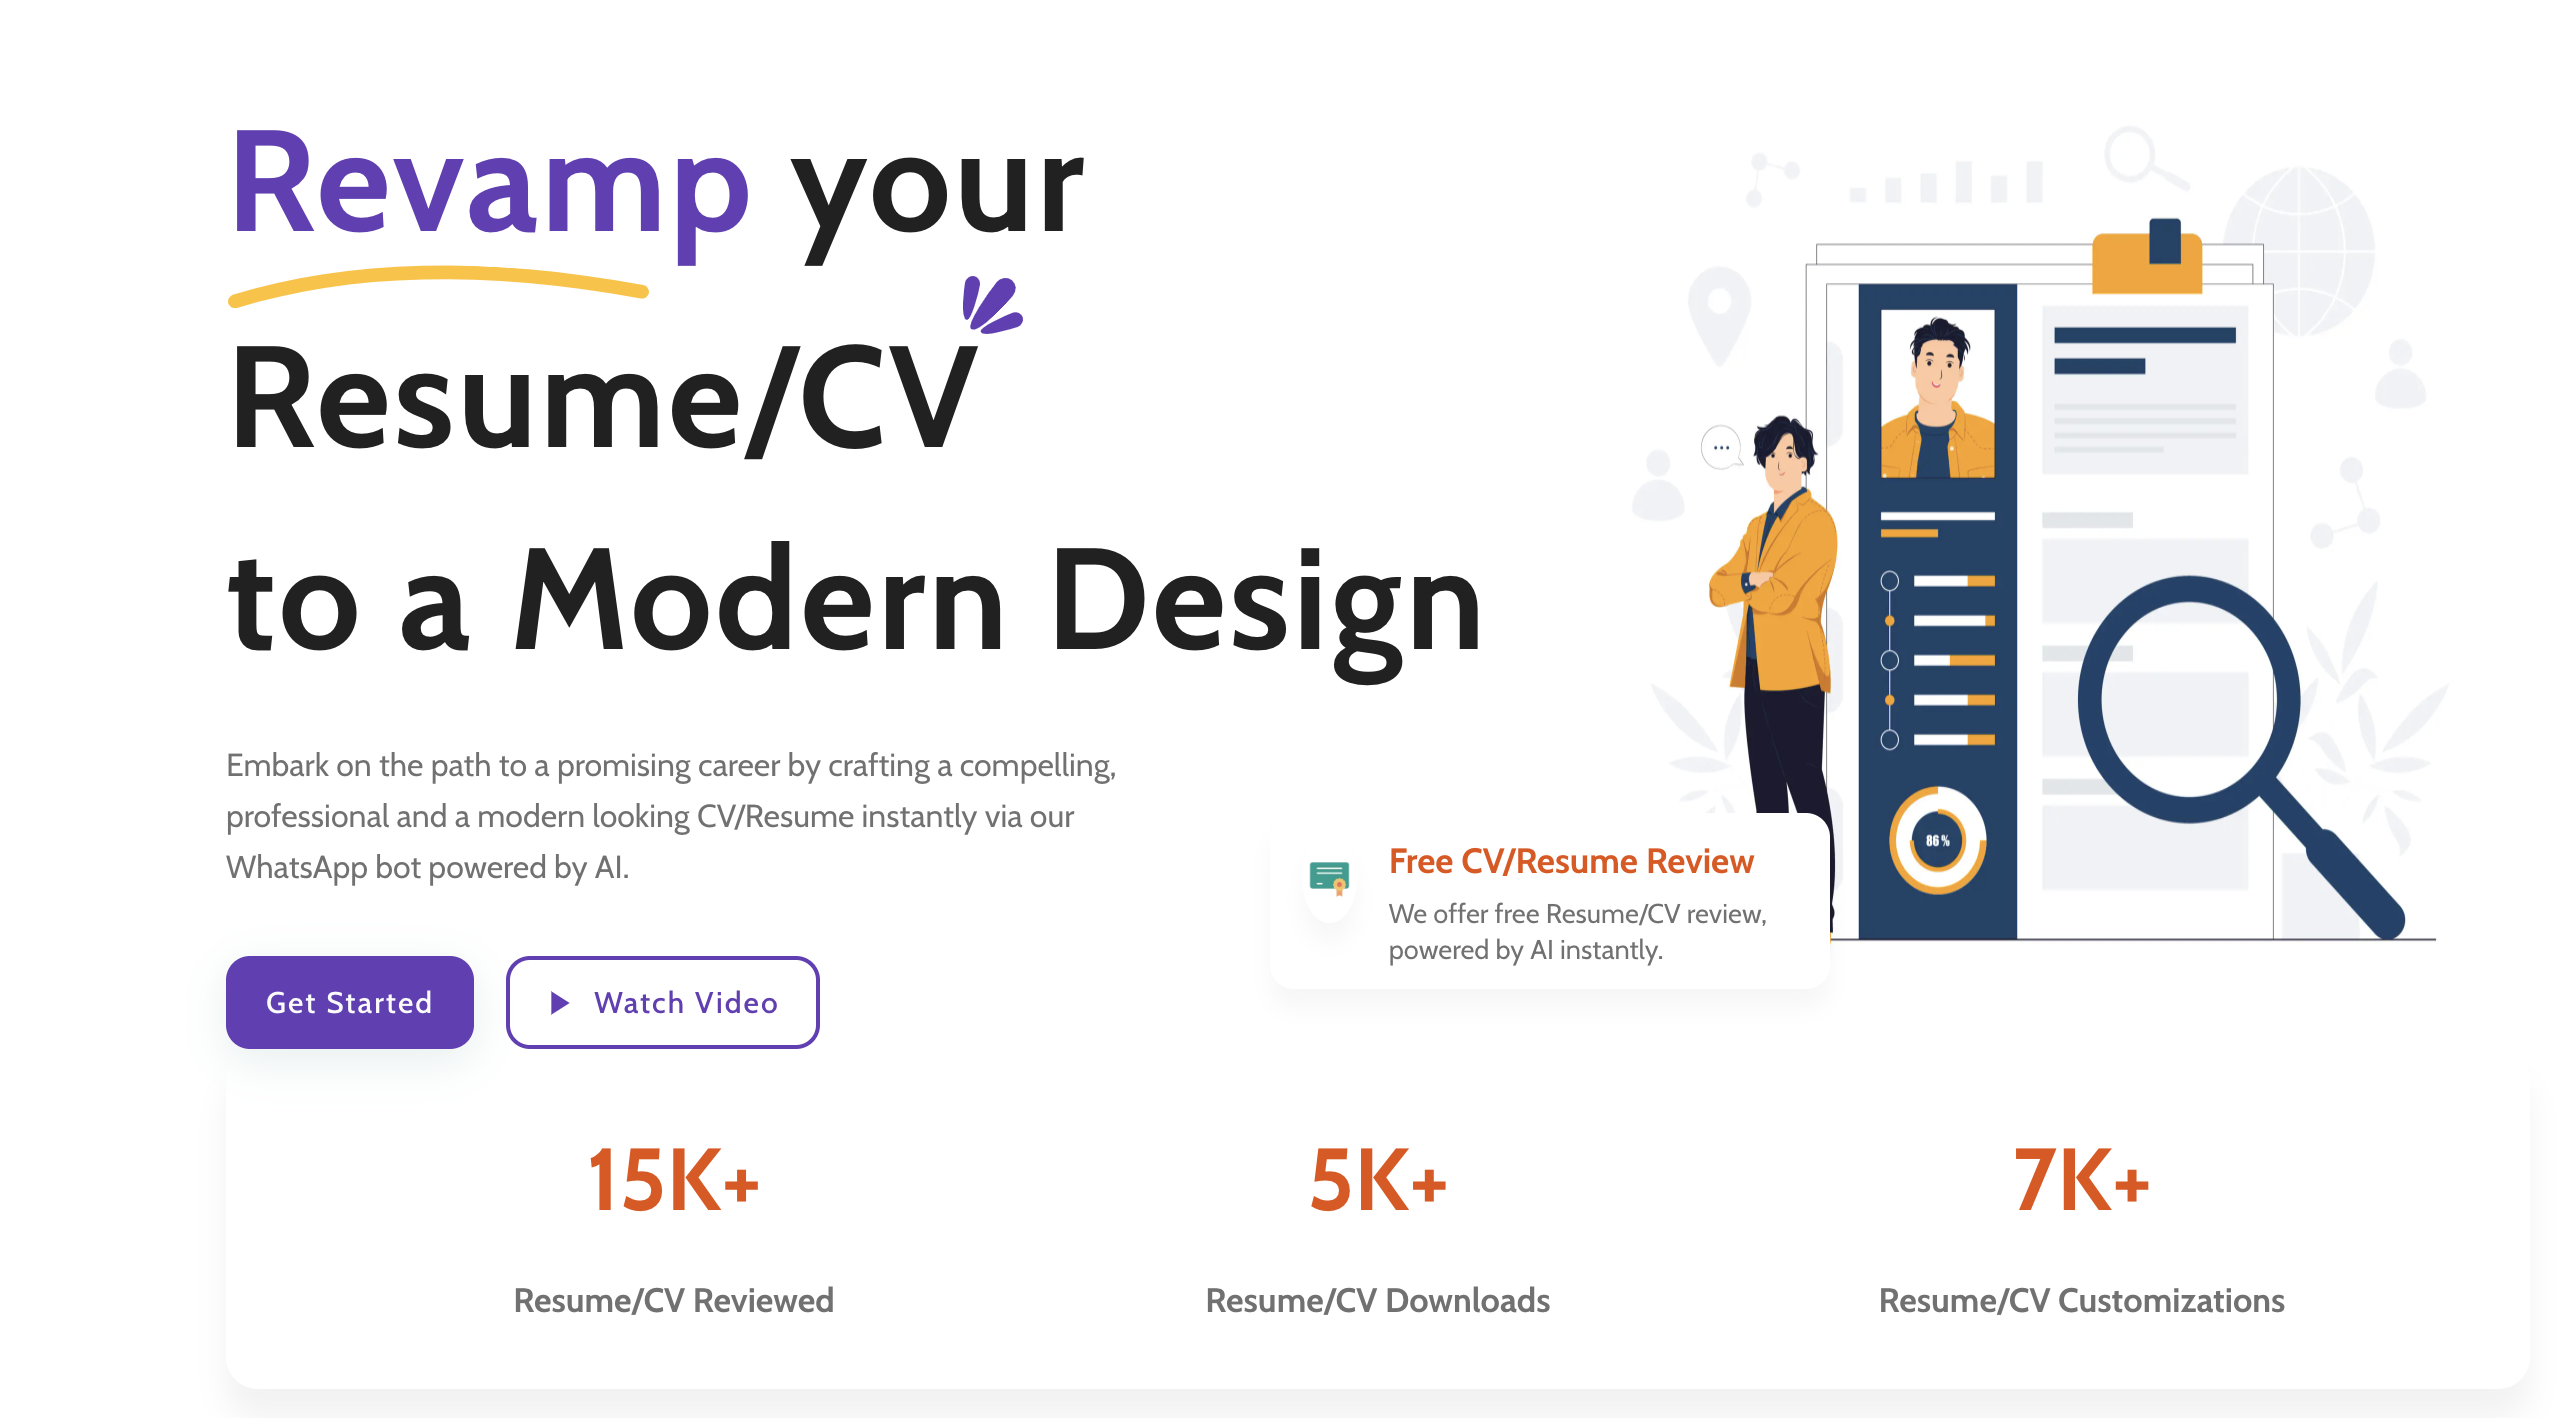 Revamp your
Resume/CV
to a Modern Design
Embark on the path to a promising career by crafting a compelling,
professional and a modern looking CV/Resume instantly via our
WhatsApp bot powered by AI.
Get Started
Watch Video
86 %
Free CV/Resume Review
We offer free Resume/CV review,
powered by AI instantly.
15K+
Resume/CV Reviewed
5K+
Resume/CV Downloads
7K+
Resume/CV Customizations